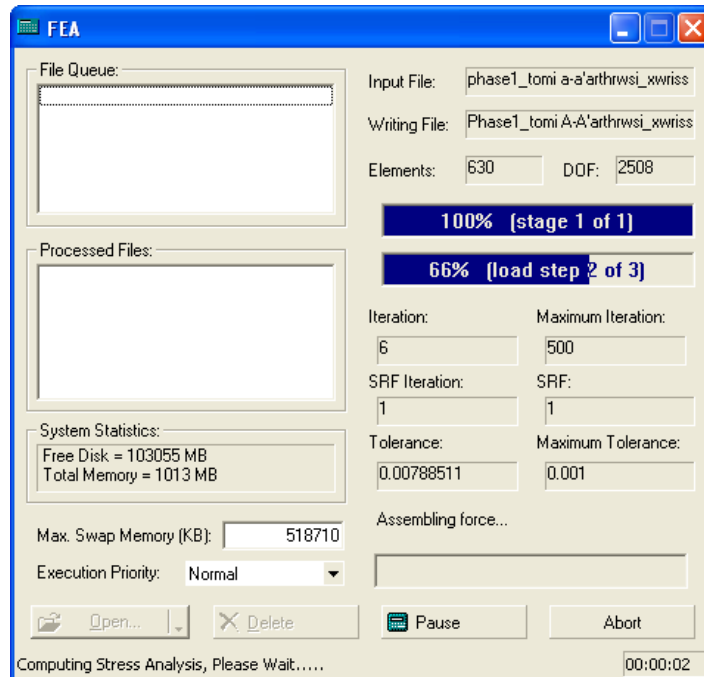 FEA
File Queue:
Input File: phase1_tomi a-a'arthrwsi_xwriss
Writing File: Phase1_tomi A-A'arthrwsi_xwriss
Elements: 630 DOF: 2508
100% (stage 1 of 1)
Processed Files:
66% (load step 2 of 3)
Iteration: Maximum Iteration:
6 500
SRF Iteration: SRF:
1 1
System Statistics:
Free Disk = 103055 MB
Total Memory = 1013 MB
Tolerance: Maximum Tolerance:
0.00788511 0.001
Max. Swap Memory (KB): 518710
Assembling force...
Execution Priority: Normal
Open... Delete Pause Abort
Computing Stress Analysis, Please Wait..... 00:00:02